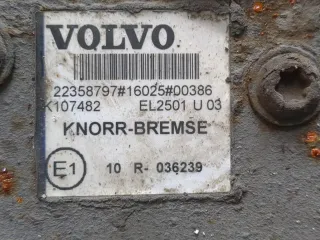 VOLVO
22358797#16025#00386
K107482 EL2501 U 03
KNORR-BREMSE
E1 10 R- 036239